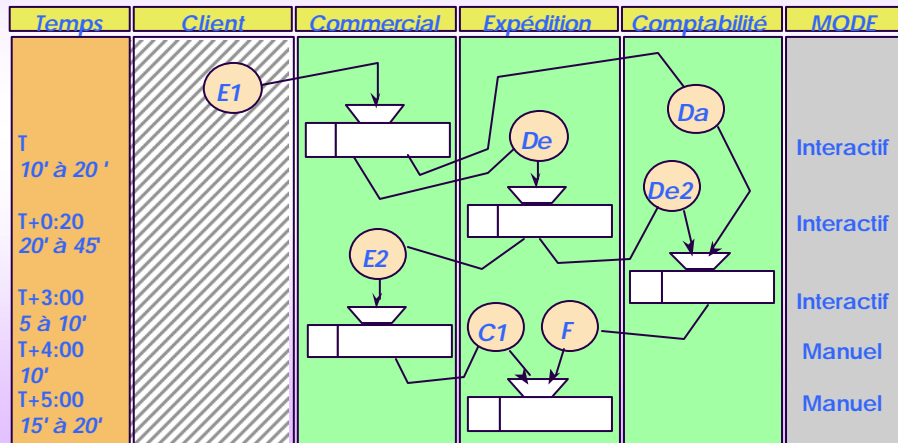 Temps Client Commercial Expédition Comptabilité MODE
E1
Da
T
10' à 20 '
De
Interactif
De2
T+0:20
20' à 45'
Interactif
E2
T+3:00
5 à 10'
Interactif
C1 F
T+4:00
10'
Manuel
T+5:00
15' à 20'
Manuel